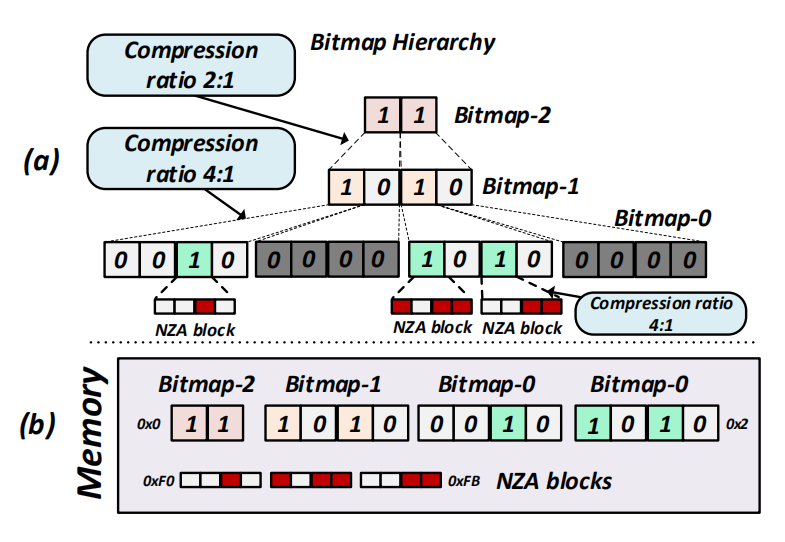 Compression
ratio 2:1
Bitmap Hierarchy
1 1
Bitmap-2
(a)
Compression
ratio 4:1
1 0 1 0
Bitmap-1
Bitmap-0
0 0 1 0 0 0 0 0 1 0 1 0 0 0 0 0
NZA block
NZA block
NZA block
Compression ratio
4:1
(b)
Memory
Bitmap-2
Bitmap-1
Bitmap-0
Bitmap-0
0x0
1 1
1 0 1 0
0 0 1 0
1 0 1 0
0x2
0xF0
0xFB
NZA blocks